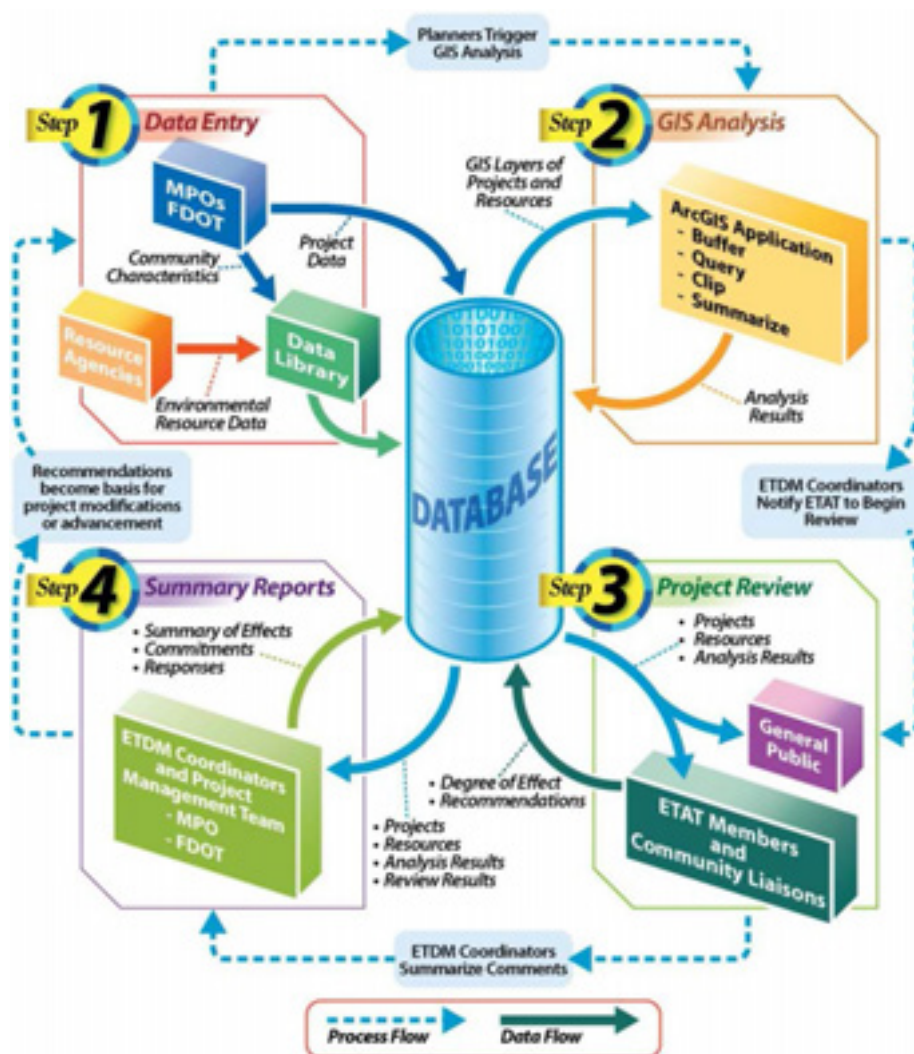 Planners Trigger
GIS Analysis
Step 1 Data Entry
MPOs
FDOT
Community
Characteristics
Project
Data
Resource
Agencies
Data
Library
Environmental
Resource Data
Step 2 GIS Analysis
GIS Layers of
Projects and
Resources
ArcGIS Application
- Buffer
- Query
- Clip
- Summarize
Analysis
Results
DATABASE
Recommendations
become basis for
project modifications
or advancement
ETDM Coordinators
Notify ETAT to Begin
Review
Step 4 Summary Reports
• Summary of Effects
• Commitments
• Responses
ETDM Coordinators
and Project
Management Team
- MPO
- FDOT
• Projects
• Resources
• Analysis Results
• Review Results
Step 3 Project Review
• Projects
• Resources
• Analysis Results
General
Public
• Degree of Effect
• Recommendations
ETAT Members
and
Community Liaisons
ETDM Coordinators
Summarize Comments
Process Flow
Data Flow